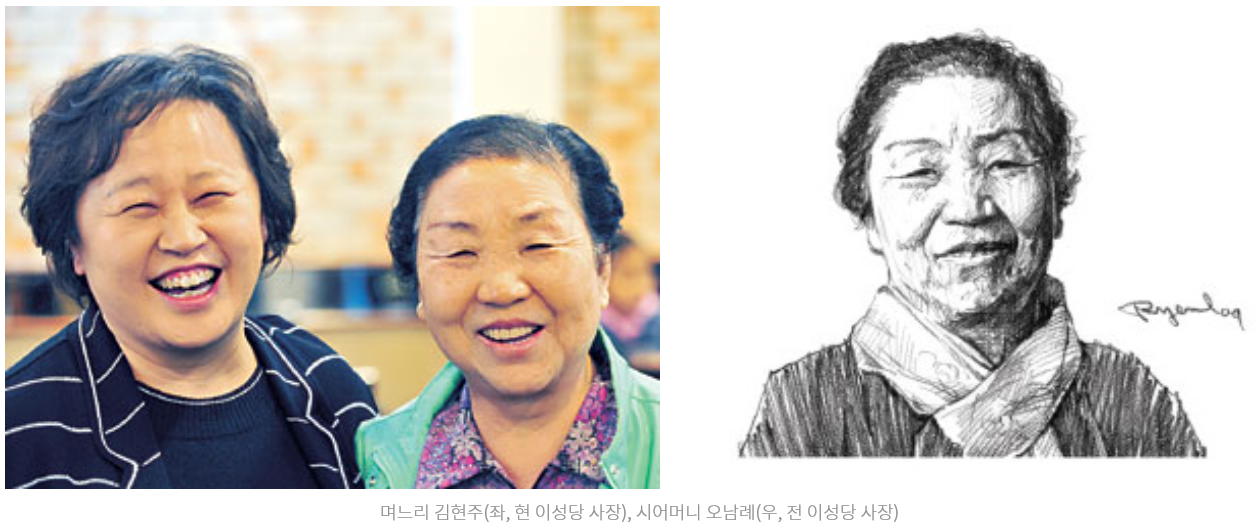 며느리 김현주(좌, 현 이성당 사장), 시어머니 오남례(우, 전 이성당 사장)